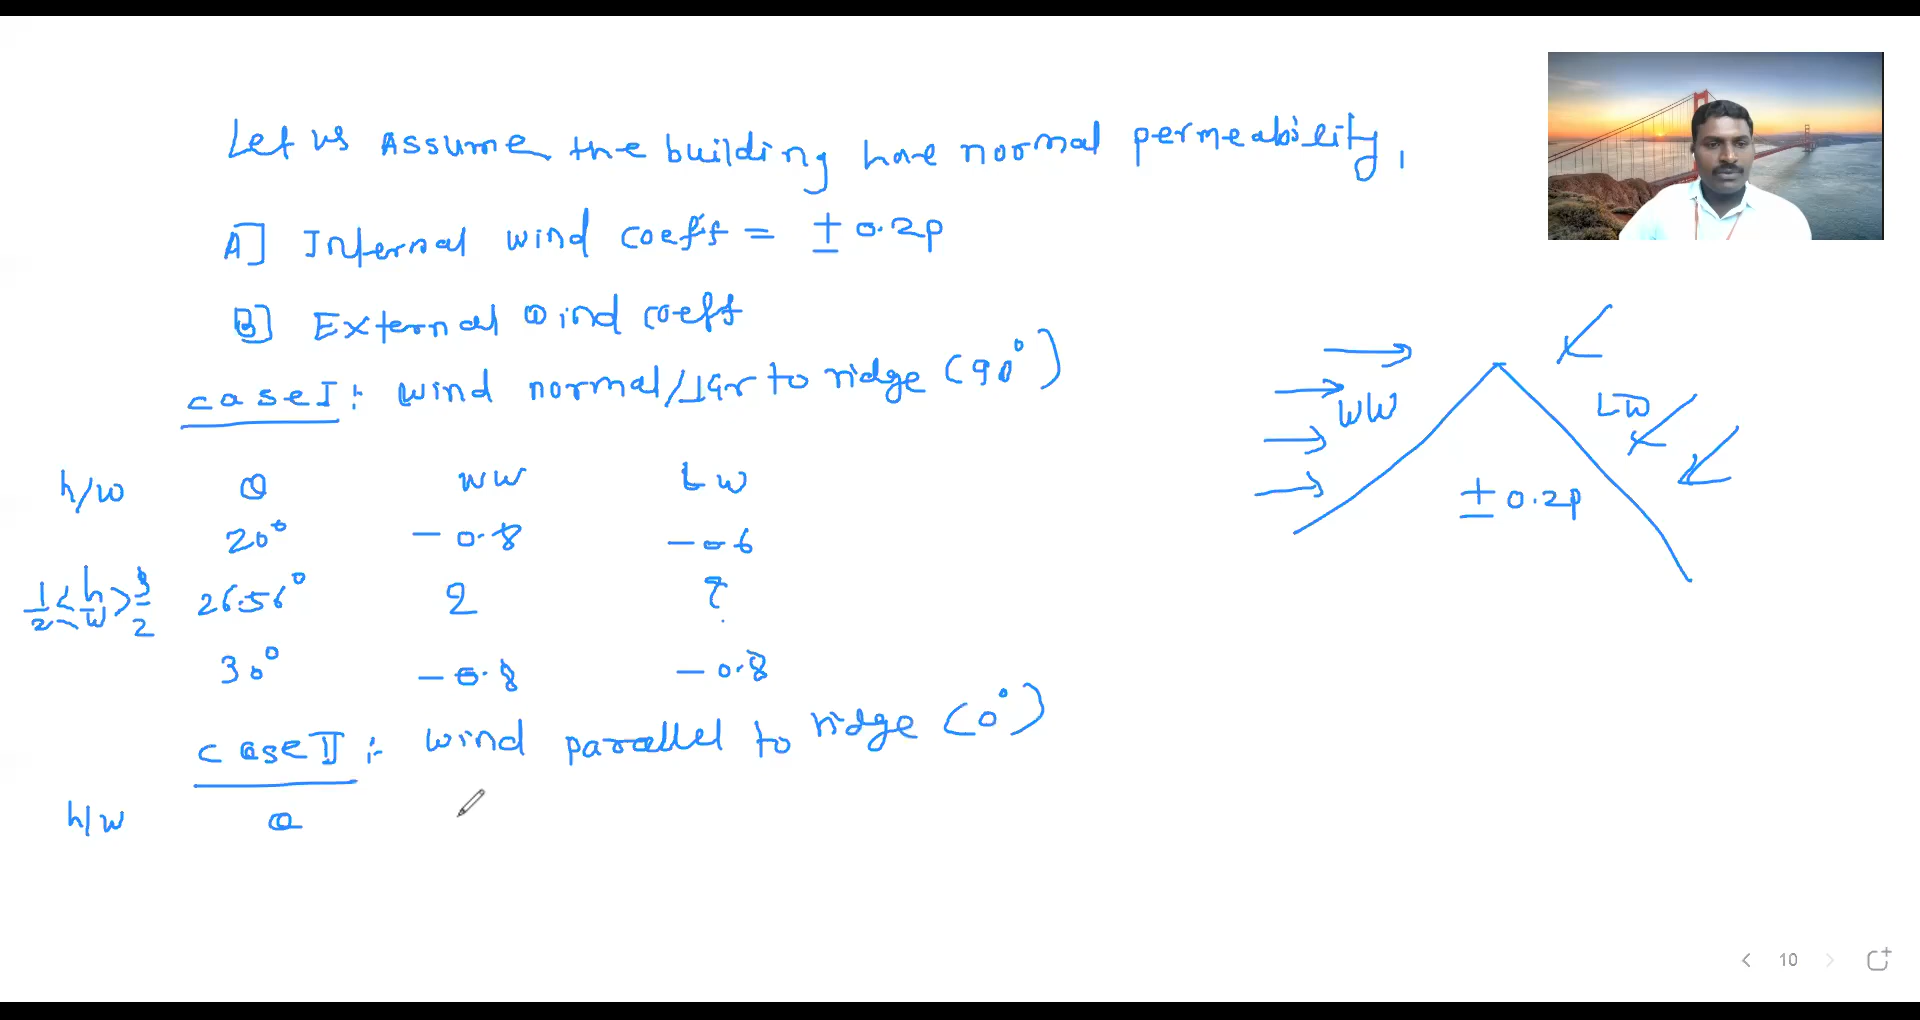 Let us Assume the building have normal permeability,
A] Internal wind coeff = ± 0.2p
B] External wind coeff
case I :- wind normal/⊥lar to ridge (90°)
h/w θ WW LW
20° - 0.8 - 0.6
1/2 < h/w > 3/2 26.56° ? ?
30° - 0.8 - 0.8
case II :- wind parallel to ridge (0°)
h/w θ
WW
LW
± 0.2p
10